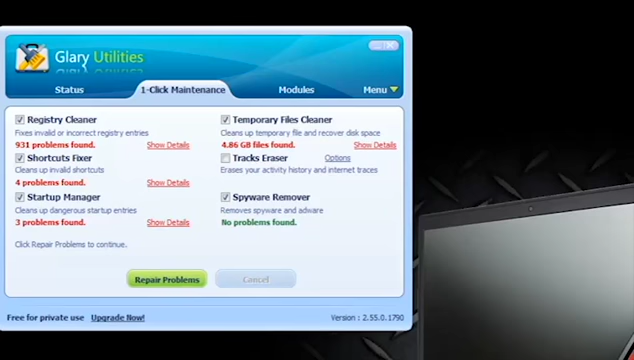 Glary Utilities
Status
1-Click Maintenance
Modules
Menu
Registry Cleaner
Fixes invalid or incorrect registry entries
931 problems found.
Show Details
Shortcuts Fixer
Cleans up invalid shortcuts
4 problems found.
Show Details
Startup Manager
Cleans up dangerous startup entries
3 problems found.
Show Details
Temporary Files Cleaner
Cleans up temporary file and recover disk space
4.86 GB files found.
Show Details
Tracks Eraser
Options
Erases your activity history and internet traces
Spyware Remover
Removes spyware and adware
No problems found.
Click Repair Problems to continue.
Repair Problems
Cancel
Free for private use
Upgrade Now!
Version : 2.55.0.1790